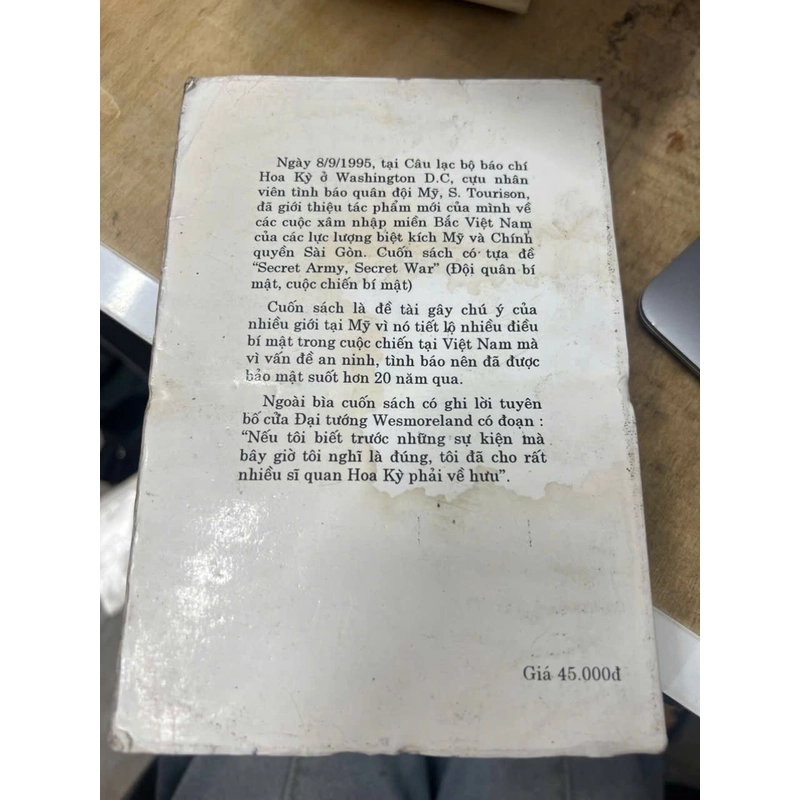 Ngày 8/9/1995, tại Câu lạc bộ báo chí
Hoa Kỳ ở Washington D.C, cựu nhân
viên tình báo quân đội Mỹ, S. Tourison,
đã giới thiệu tác phẩm mới của mình về
các cuộc xâm nhập miền Bắc Việt Nam
của các lực lượng biệt kích Mỹ và Chính
quyền Sài Gòn. Cuốn sách có tựa đề
“Secret Army, Secret War” (Đội quân bí
mật, cuộc chiến bí mật)
Cuốn sách là đề tài gây chú ý của
nhiều giới tại Mỹ vì nó tiết lộ nhiều điều
bí mật trong cuộc chiến tại Việt Nam mà
vì vấn đề an ninh, tình báo nên đã được
bảo mật suốt hơn 20 năm qua.
Ngoài bìa cuốn sách có ghi lời tuyên
bố của Đại tướng Wesmoreland có đoạn :
“Nếu tôi biết trước những sự kiện mà
bây giờ tôi nghĩ là đúng, tôi đã cho rất
nhiều sĩ quan Hoa Kỳ phải về hưu”.
Giá 45.000đ